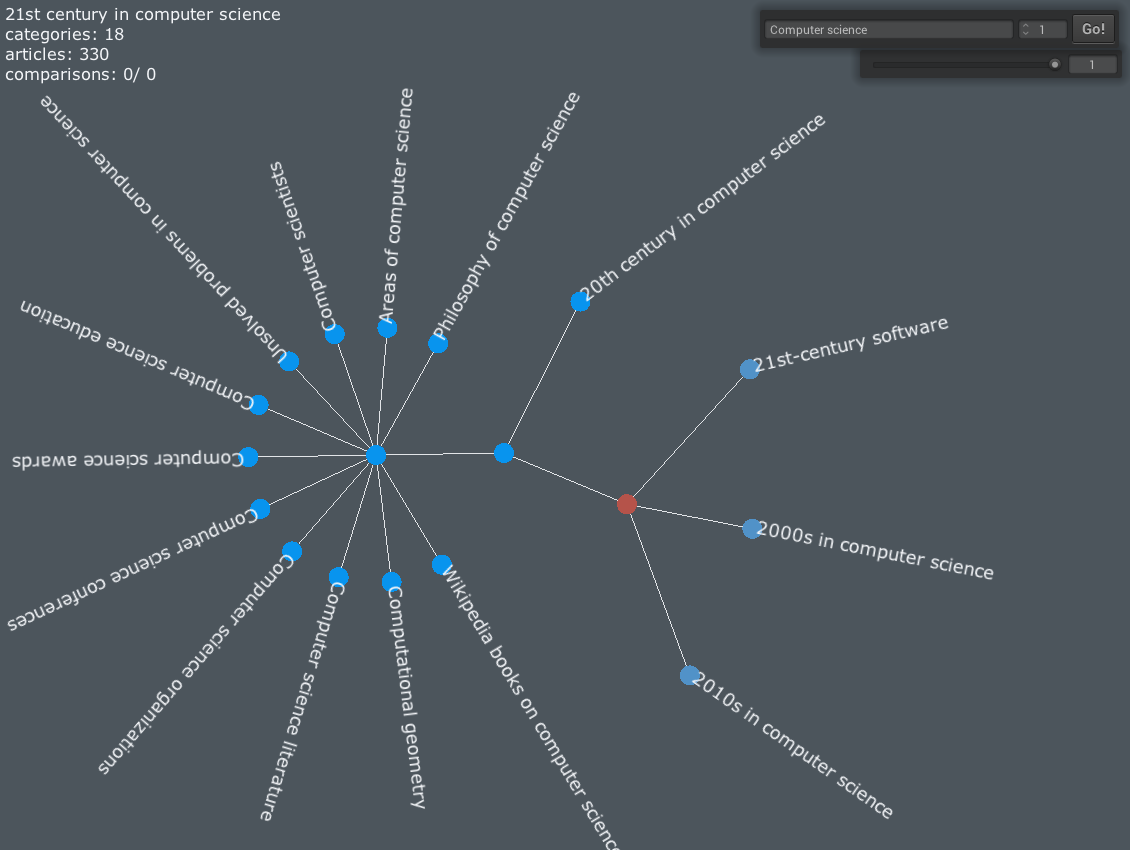 21st century in computer science
categories: 18
articles: 330
comparisons: 0/ 0
Computer science
1
Go!
1
Unsolved problems in computer science
Computer scientists
Areas of computer science
Philosophy of computer science
20th century in computer science
Computer science education
21st-century software
Computer science awards
Computer science conferences
2000s in computer science
Computer science organizations
Computer science literature
Computational geometry
Wikipedia books on computer science
2010s in computer science